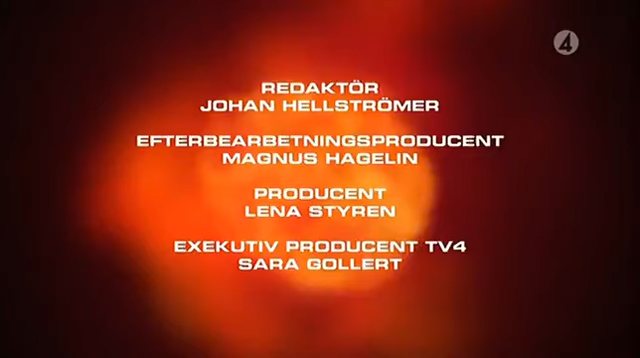 4
REDAKTÖR
JOHAN HELLSTRÖMER
EFTERBEARBETNINGSPRODUCENT
MAGNUS HAGELIN
PRODUCENT
LENA STYREN
EXEKUTIV PRODUCENT TV4
SARA GOLLERT